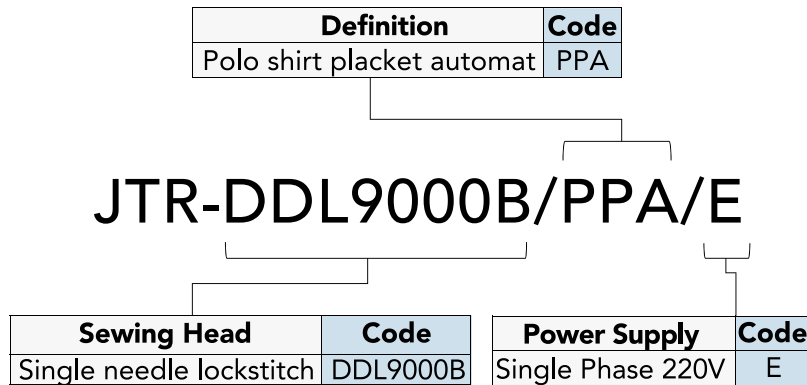 Definition Code
Polo shirt placket automat PPA
JTR-DDL9000B/PPA/E
Sewing Head Code
Single needle lockstitch DDL9000B
Power Supply Code
Single Phase 220V E